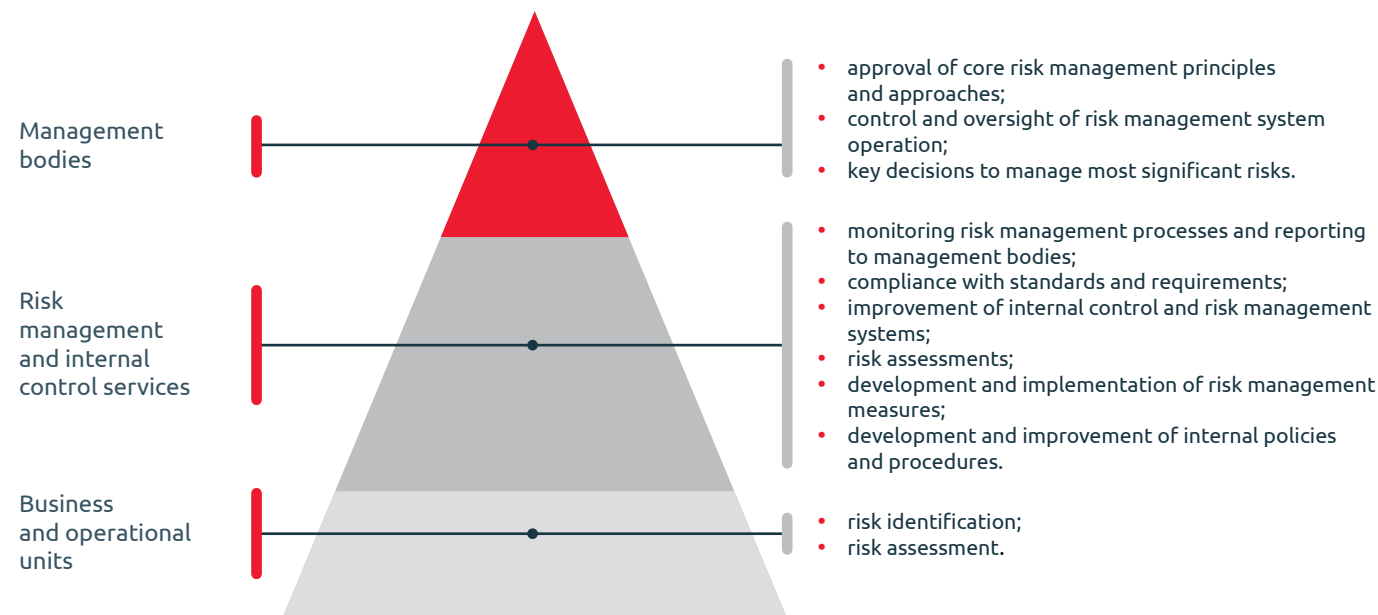 Management
bodies
• approval of core risk management principles
and approaches;
• control and oversight of risk management system
operation;
• key decisions to manage most significant risks.
Risk
management
and internal
control services
• monitoring risk management processes and reporting
to management bodies;
• compliance with standards and requirements;
• improvement of internal control and risk management
systems;
• risk assessments;
• development and implementation of risk management
measures;
• development and improvement of internal policies
and procedures.
Business
and operational
units
• risk identification;
• risk assessment.